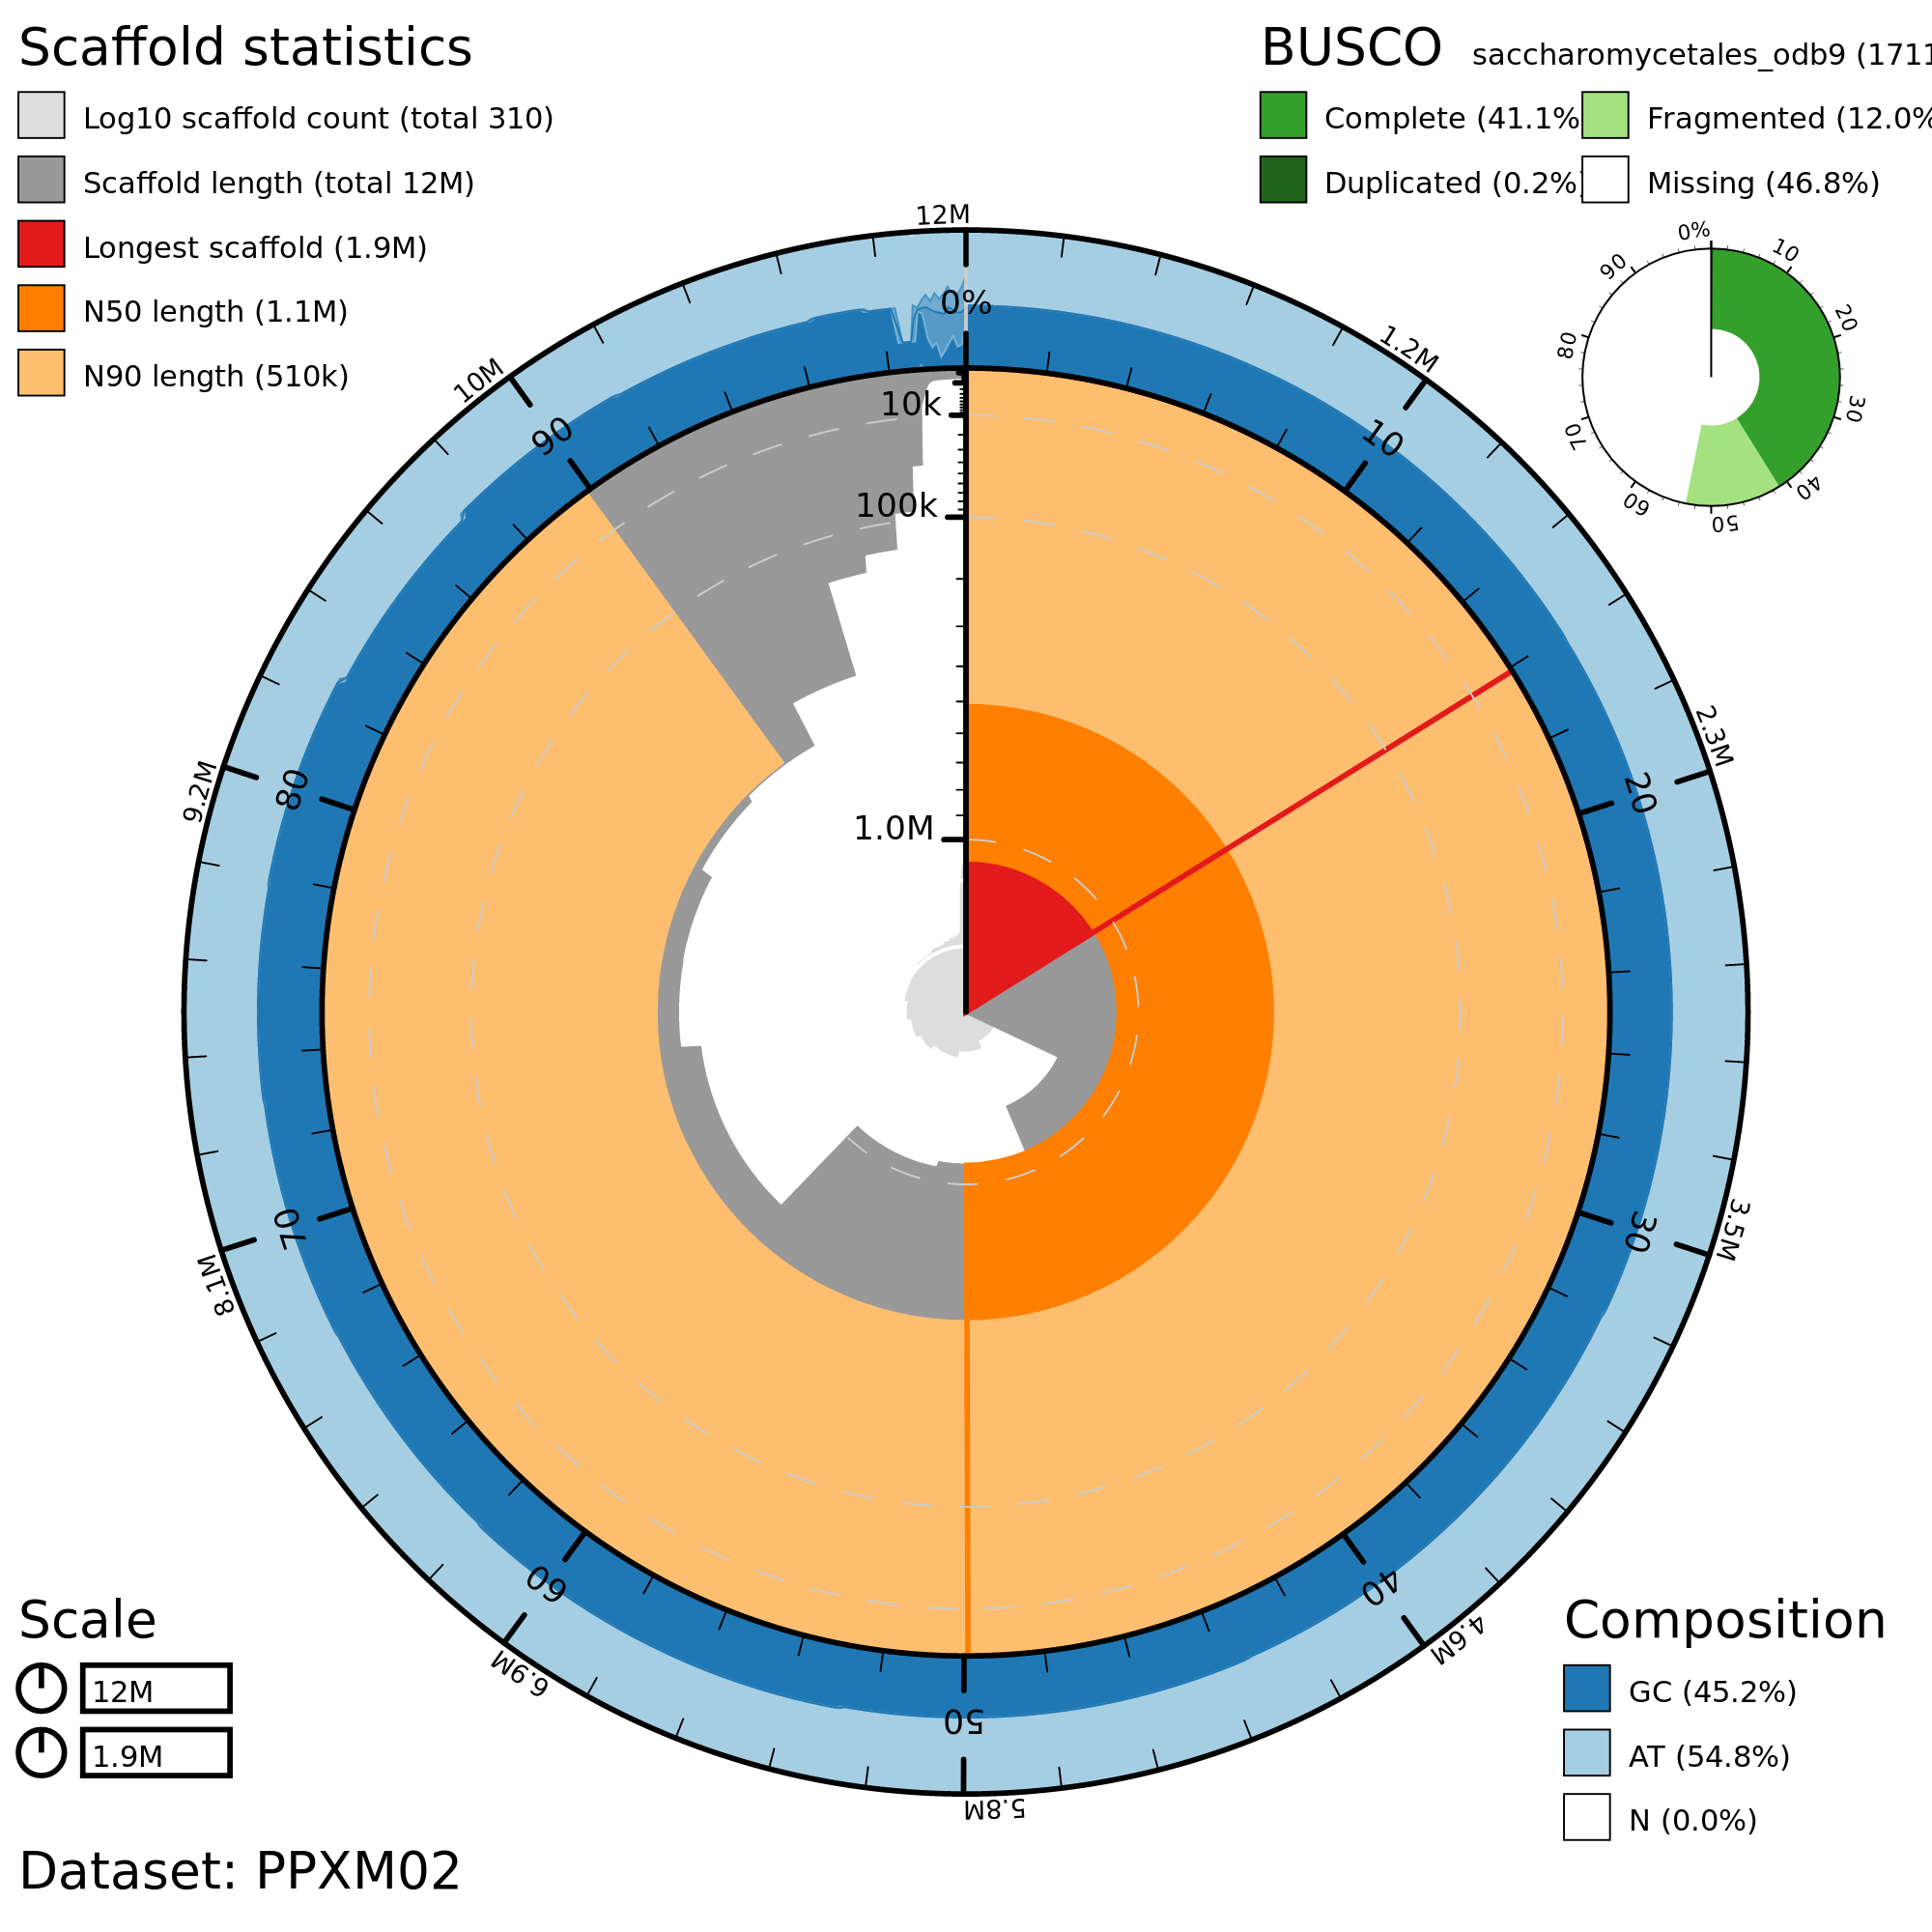 Scaffold statistics
Log10 scaffold count (total 310)
Scaffold length (total 12M)
Longest scaffold (1.9M)
N50 length (1.1M)
N90 length (510k)
BUSCO saccharomycetales_odb9 (1711
Complete (41.1%
Fragmented (12.0%
Duplicated (0.2%)
Missing (46.8%)
0%
10
20
30
40
50
60
70
80
90
12M
1.2M
2.3M
3.5M
4.6M
5.8M
6.9M
8.1M
9.2M
10M
0%
10
20
30
40
50
60
70
80
90
10k
100k
1.0M
Scale
12M
1.9M
Composition
GC (45.2%)
AT (54.8%)
N (0.0%)
Dataset: PPXM02